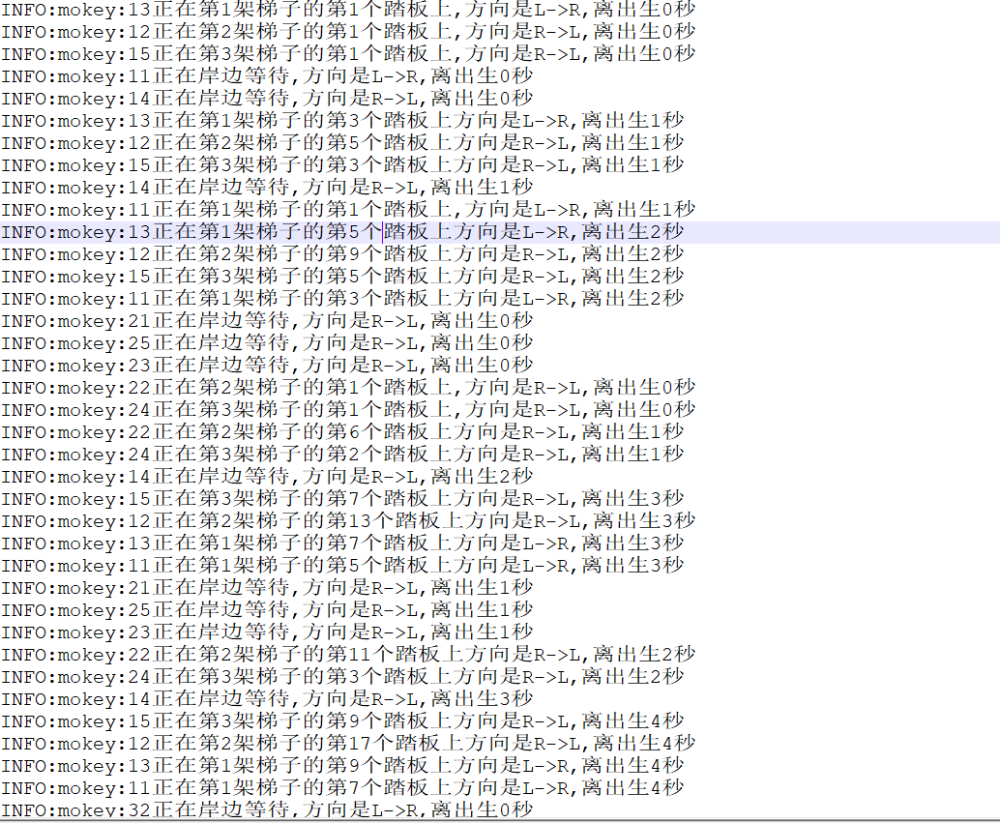 INFO:mokey:13正在第1架梯子的第1个踏板上,方向是L->R,离出生0秒
INFO:mokey:12正在第2架梯子的第1个踏板上,方向是R->L,离出生0秒
INFO:mokey:15正在第3架梯子的第1个踏板上,方向是R->L,离出生0秒
INFO:mokey:11正在岸边等待,方向是L->R,离出生0秒
INFO:mokey:14正在岸边等待,方向是R->L,离出生0秒
INFO:mokey:13正在第1架梯子的第3个踏板上方向是L->R,离出生1秒
INFO:mokey:12正在第2架梯子的第5个踏板上方向是R->L,离出生1秒
INFO:mokey:15正在第3架梯子的第3个踏板上方向是R->L,离出生1秒
INFO:mokey:14正在岸边等待,方向是R->L,离出生1秒
INFO:mokey:11正在第1架梯子的第1个踏板上,方向是L->R,离出生1秒
INFO:mokey:13正在第1架梯子的第5个踏板上方向是L->R,离出生2秒
INFO:mokey:12正在第2架梯子的第9个踏板上方向是R->L,离出生2秒
INFO:mokey:15正在第3架梯子的第5个踏板上方向是R->L,离出生2秒
INFO:mokey:11正在第1架梯子的第3个踏板上方向是L->R,离出生2秒
INFO:mokey:21正在岸边等待,方向是R->L,离出生0秒
INFO:mokey:25正在岸边等待,方向是R->L,离出生0秒
INFO:mokey:23正在岸边等待,方向是R->L,离出生0秒
INFO:mokey:22正在第2架梯子的第1个踏板上,方向是R->L,离出生0秒
INFO:mokey:24正在第3架梯子的第1个踏板上,方向是R->L,离出生0秒
INFO:mokey:22正在第2架梯子的第6个踏板上方向是R->L,离出生1秒
INFO:mokey:24正在第3架梯子的第2个踏板上方向是R->L,离出生1秒
INFO:mokey:14正在岸边等待,方向是R->L,离出生2秒
INFO:mokey:15正在第3架梯子的第7个踏板上方向是R->L,离出生3秒
INFO:mokey:12正在第2架梯子的第13个踏板上方向是R->L,离出生3秒
INFO:mokey:13正在第1架梯子的第7个踏板上方向是L->R,离出生3秒
INFO:mokey:11正在第1架梯子的第5个踏板上方向是L->R,离出生3秒
INFO:mokey:21正在岸边等待,方向是R->L,离出生1秒
INFO:mokey:25正在岸边等待,方向是R->L,离出生1秒
INFO:mokey:23正在岸边等待,方向是R->L,离出生1秒
INFO:mokey:22正在第2架梯子的第11个踏板上方向是R->L,离出生2秒
INFO:mokey:24正在第3架梯子的第3个踏板上方向是R->L,离出生2秒
INFO:mokey:14正在岸边等待,方向是R->L,离出生3秒
INFO:mokey:15正在第3架梯子的第9个踏板上方向是R->L,离出生4秒
INFO:mokey:12正在第2架梯子的第17个踏板上方向是R->L,离出生4秒
INFO:mokey:13正在第1架梯子的第9个踏板上方向是L->R,离出生4秒
INFO:mokey:11正在第1架梯子的第7个踏板上方向是L->R,离出生4秒
INFO:mokey:32正在岸边等待,方向是L->R,离出生0秒